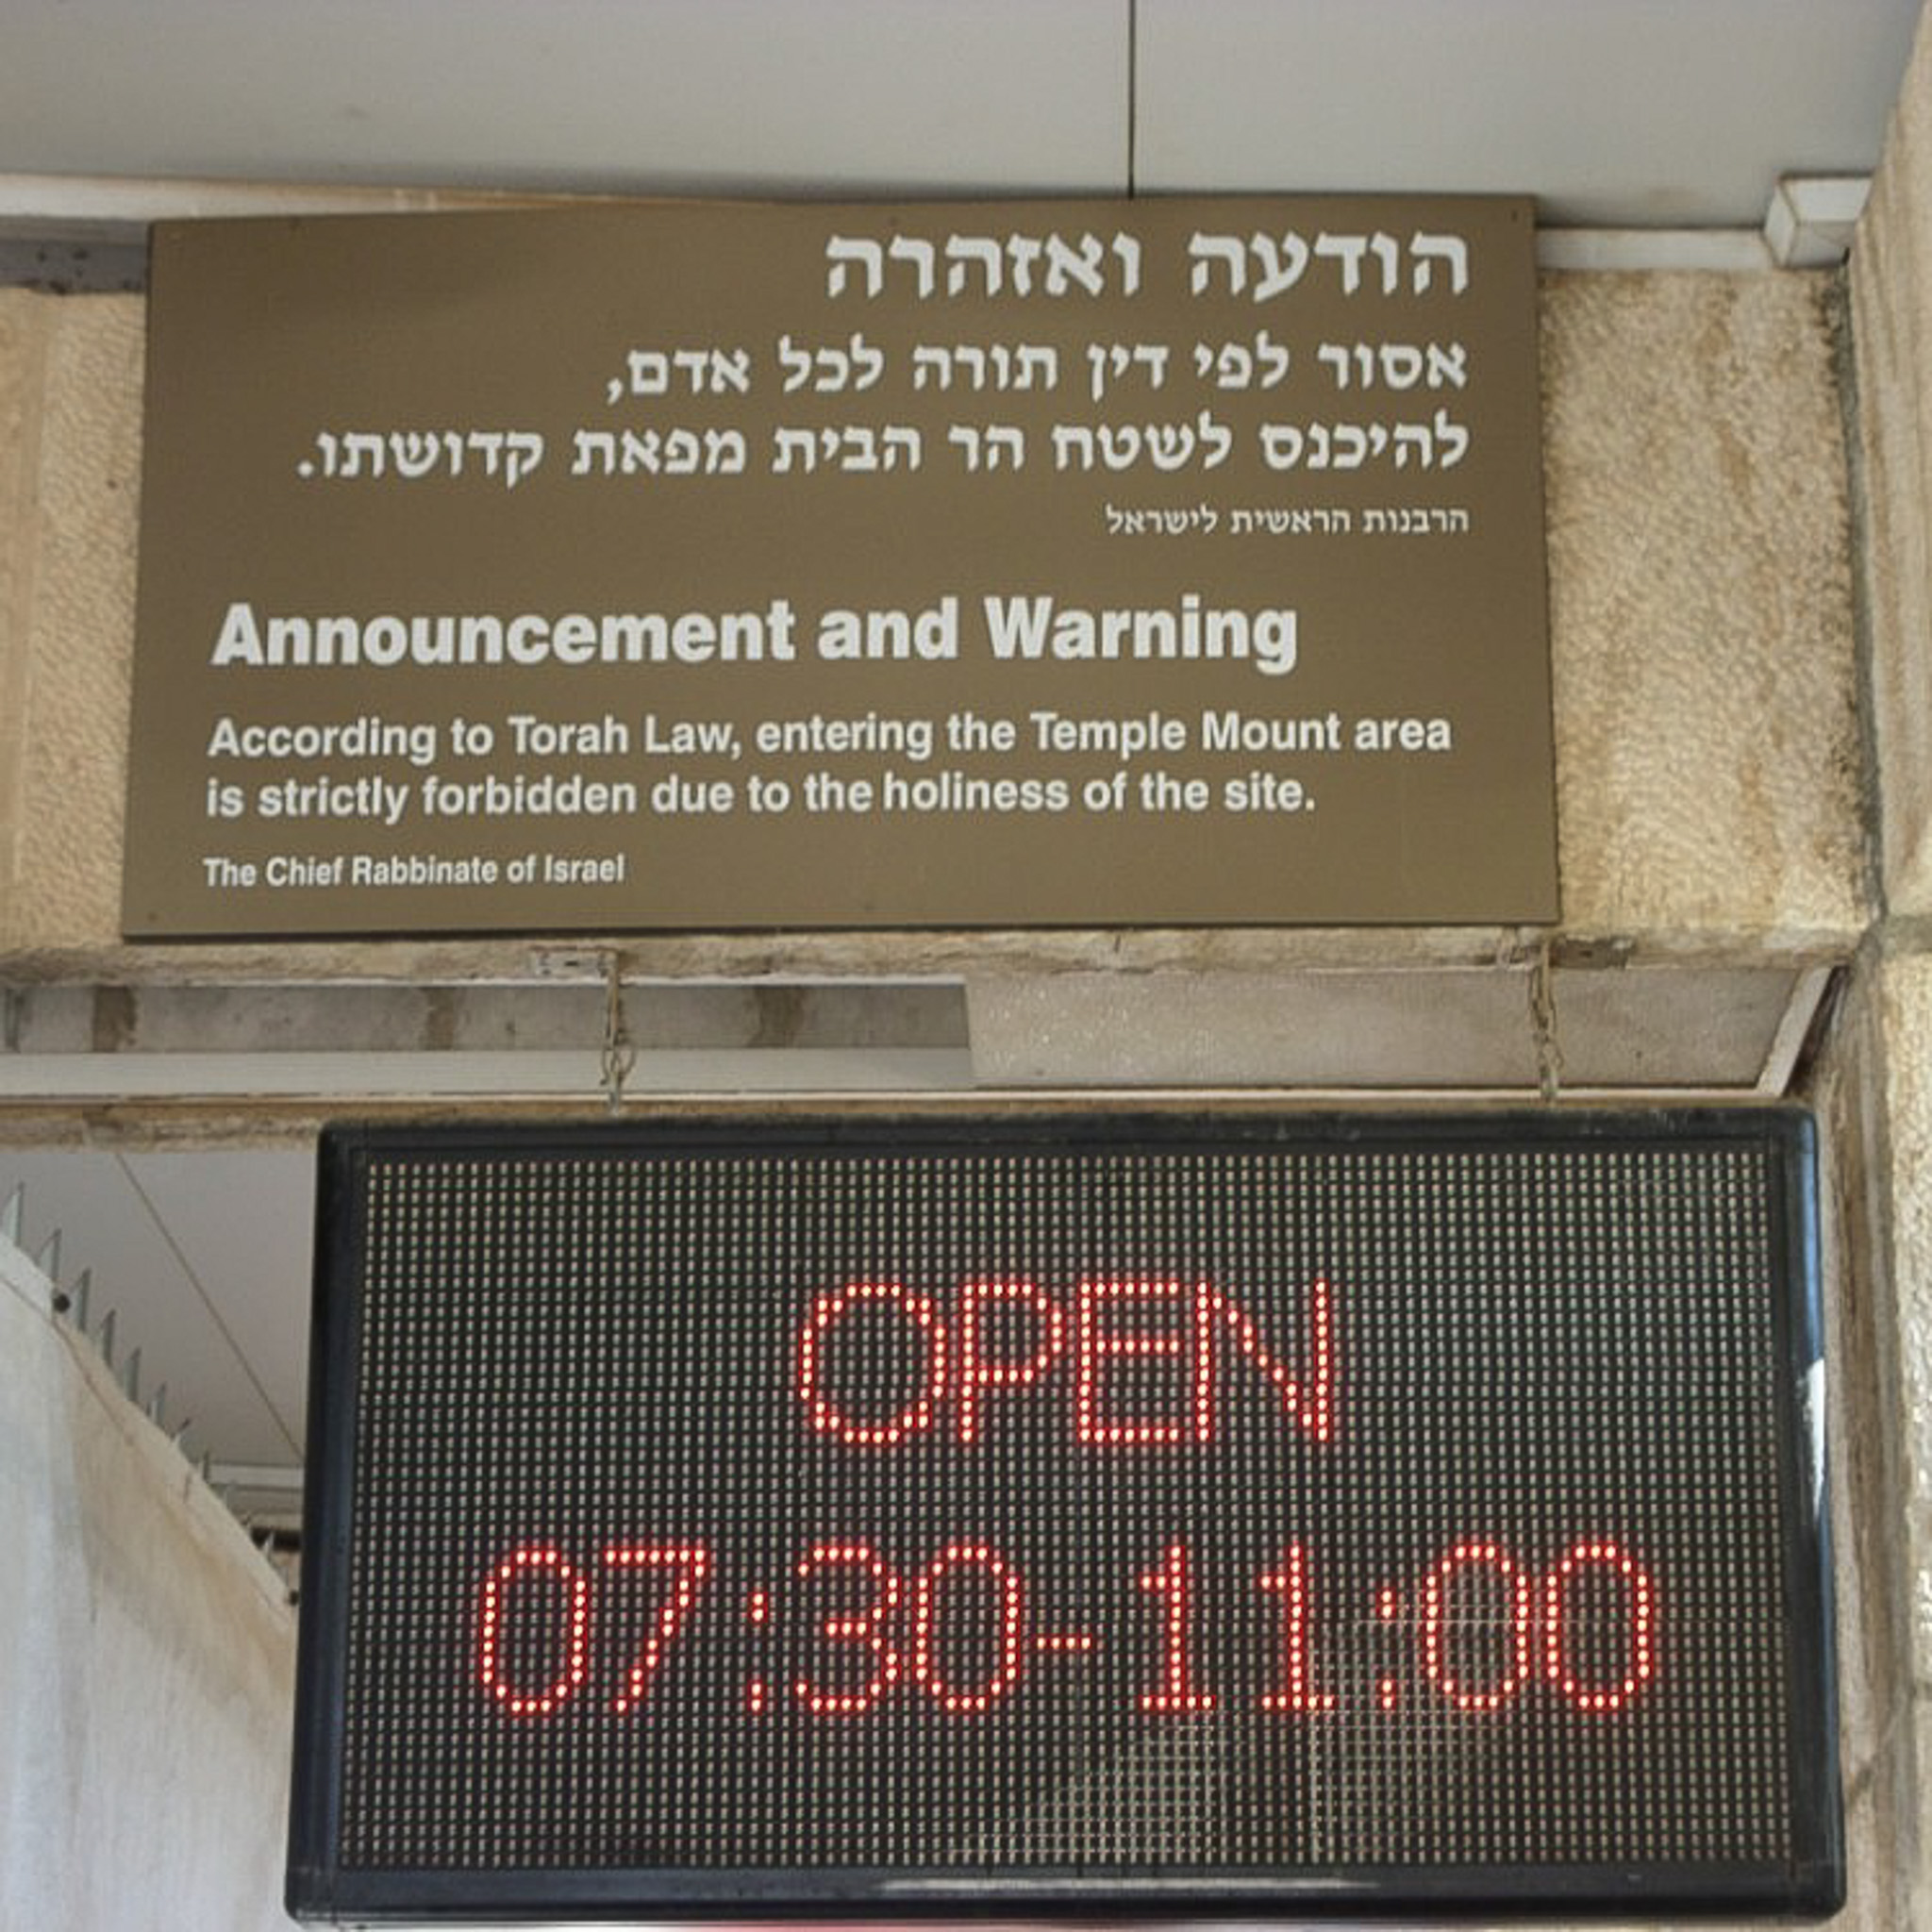 הודעה ואזהרה
אסור לפי דין תורה לכל אדם,
להיכנס לשטח הר הבית מפאת קדושתו.
הרבנות הראשית לישראל
Announcement and Warning
According to Torah Law, entering the Temple Mount area
is strictly forbidden due to the holiness of the site.
The Chief Rabbinate of Israel
OPEN
07:30-11:00